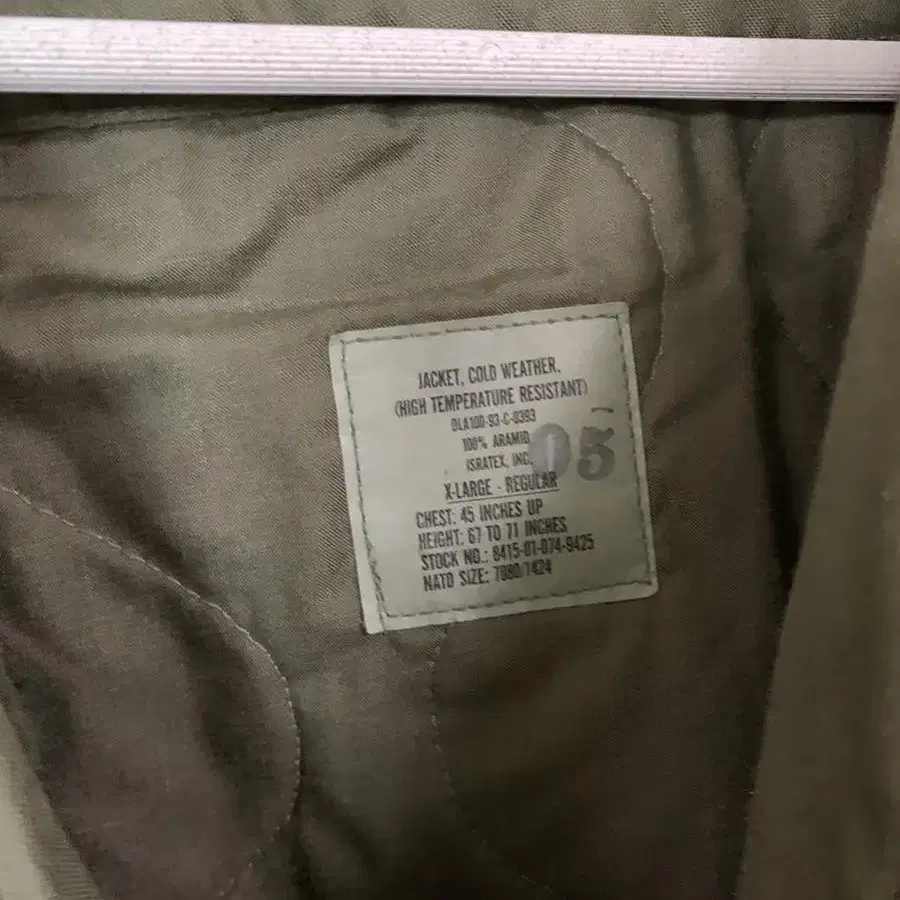 JACKET, COLD WEATHER,
(HIGH TEMPERATURE RESISTANT)
DLA100-93-C-0393
100% ARAMID
ISRATEX, INC.
05
X-LARGE - REGULAR
CHEST: 45 INCHES UP
HEIGHT: 67 TO 71 INCHES
STOCK NO.: 8415-01-074-9425
NATO SIZE: 7080/1424